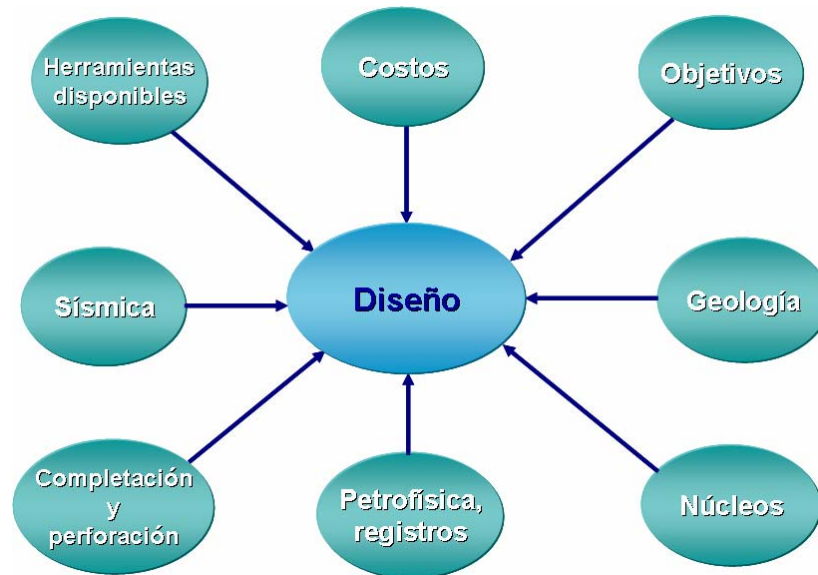 Herramientas
disponibles
Costos
Objetivos
Sísmica
Diseño
Geología
Completación
y
perforación
Petrofísica,
registros
Núcleos